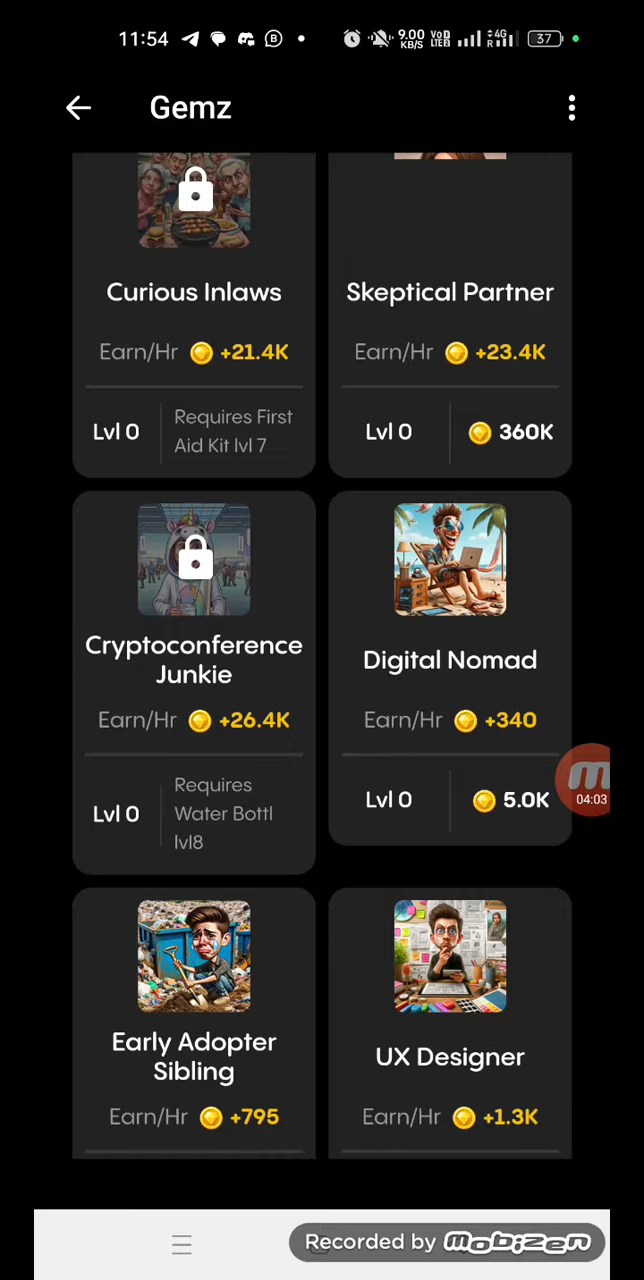 11:54
9.00
KB/S
VoD
LTE2
4G
R
37
Gemz
Curious Inlaws
Earn/Hr +21.4K
Lvl 0
Requires First
Aid Kit lvl 7
Skeptical Partner
Earn/Hr +23.4K
Lvl 0
360K
Cryptoconference
Junkie
Earn/Hr +26.4K
Lvl 0
Requires
Water Bottl
lvl8
Digital Nomad
Earn/Hr +340
Lvl 0
5.0K
04:03
Early Adopter
Sibling
Earn/Hr +795
UX Designer
Earn/Hr +1.3K
Recorded by mobizen